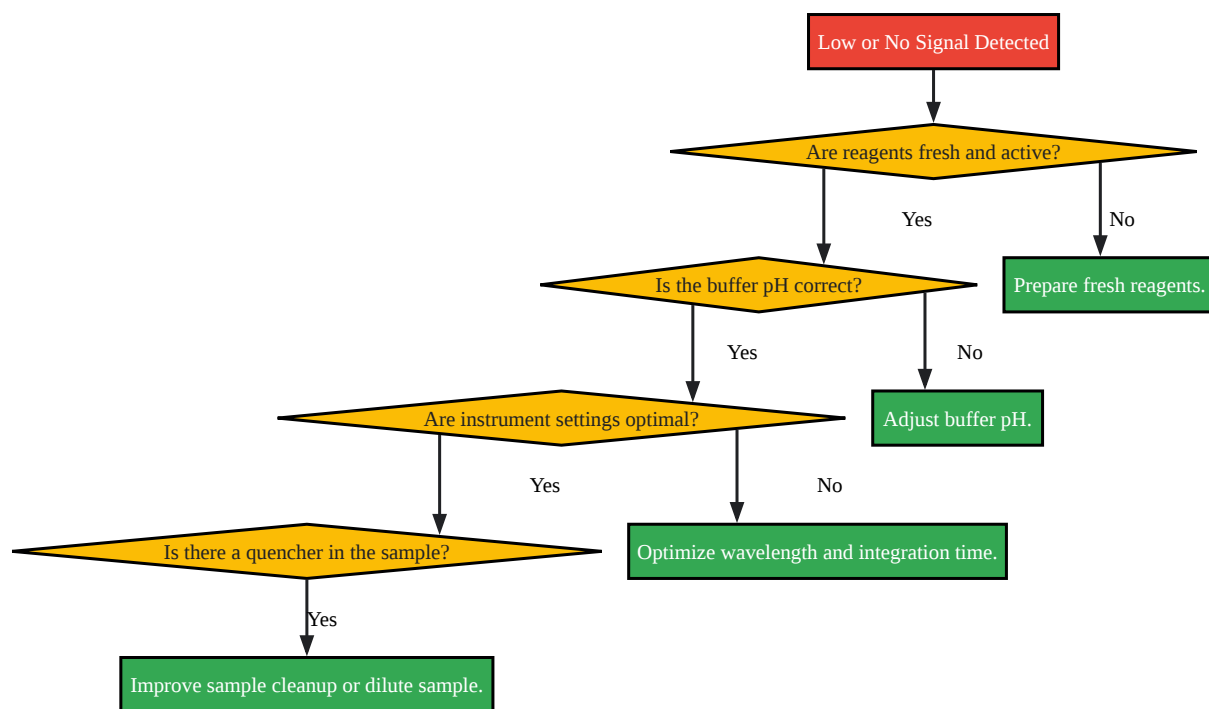 Low or No Signal Detected
Are reagents fresh and active?
Yes
No
Is the buffer pH correct?
Prepare fresh reagents.
Yes
No
Are instrument settings optimal?
Adjust buffer pH.
Yes
No
Is there a quencher in the sample?
Optimize wavelength and integration time.
Yes
Improve sample cleanup or dilute sample.